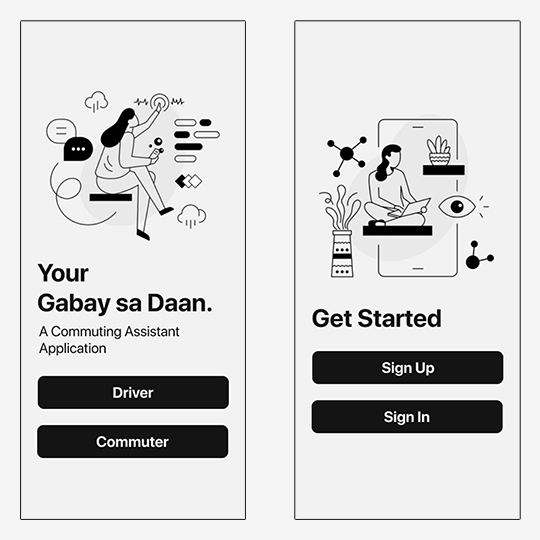 Your
Gabay sa Daan.
A Commuting Assistant
Application
Driver
Commuter
Get Started
Sign Up
Sign In